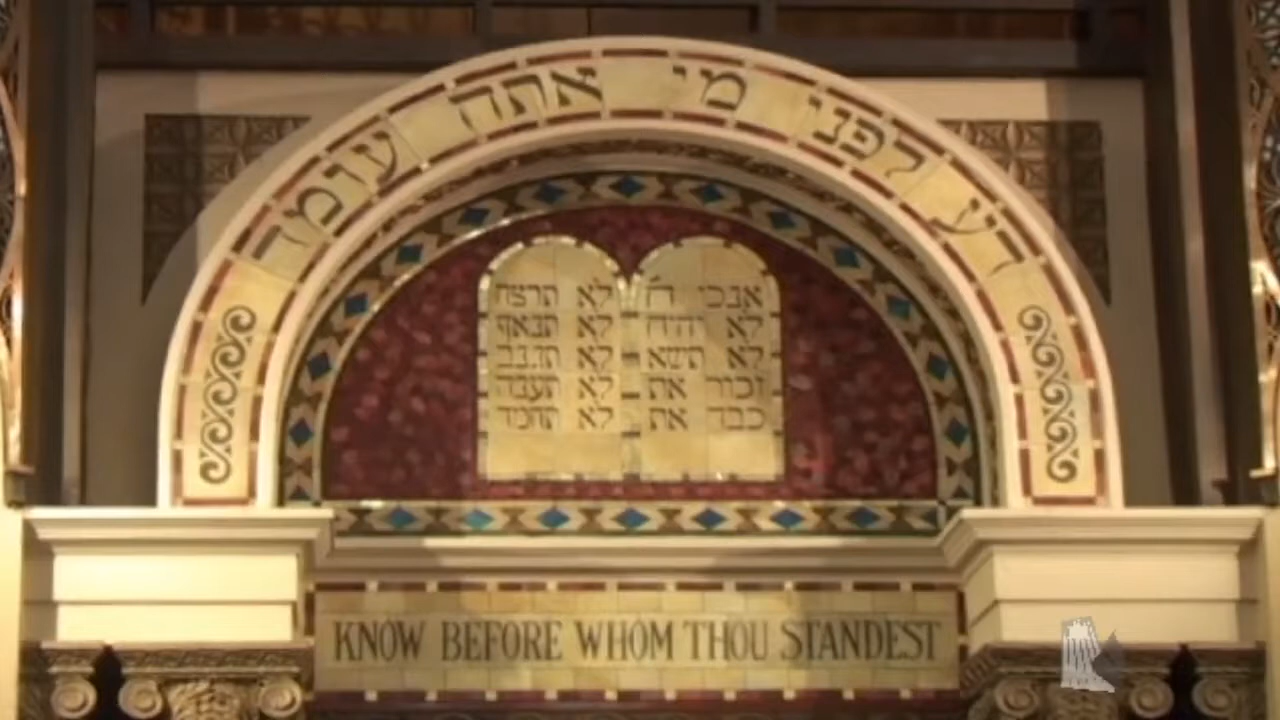 דע לפני מי אתה עומד
אנכי ה'
לא יהיה
לא תשא
זכור את
כבד את
לא תרצח
לא תנאף
לא תגנב
לא תענה
לא תחמד
KNOW BEFORE WHOM THOU STANDEST